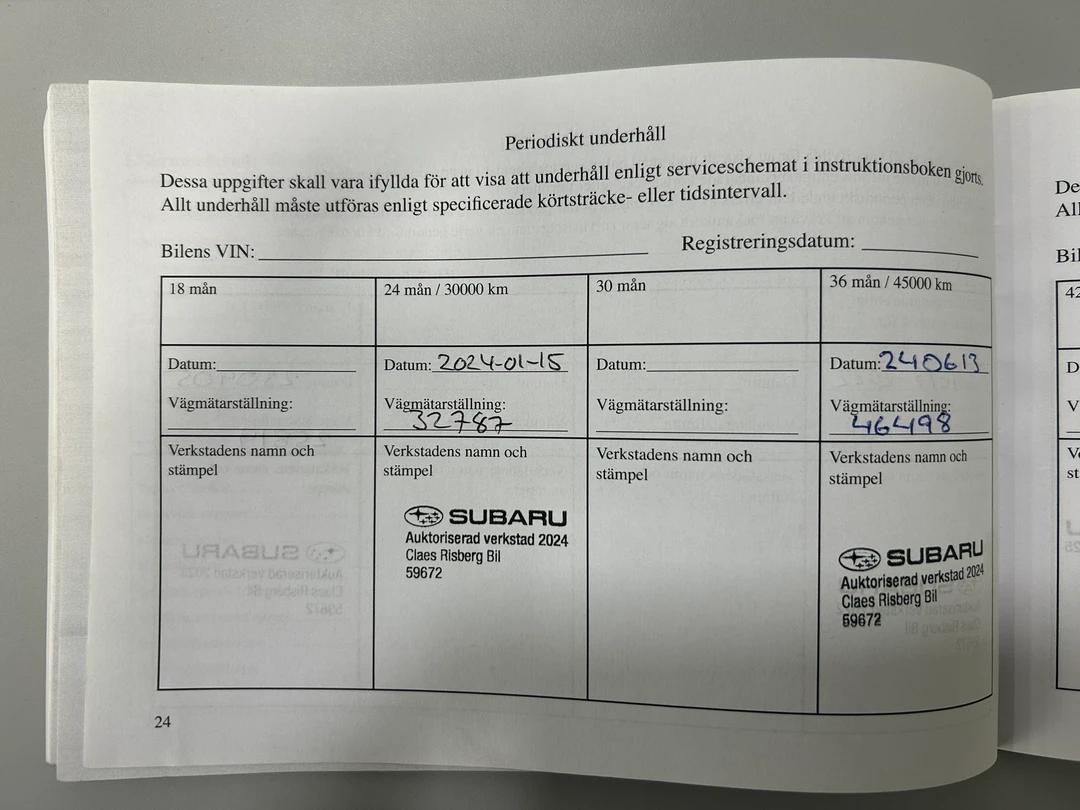 Periodiskt underhåll
Dessa uppgifter skall vara ifyllda för att visa att underhåll enligt serviceschemat i instruktionsboken gjorts.
Allt underhåll måste utföras enligt specificerade körtsträcke- eller tidsintervall.
Bilens VIN: Registreringsdatum:
18 mån
Datum:
Vägmätarställning:
Verkstadens namn och
stämpel
24 mån / 30000 km
Datum: 2024-01-15
Vägmätarställning:
32787
Verkstadens namn och
stämpel
SUBARU
Auktoriserad verkstad 2024
Claes Risberg Bil
59672
30 mån
Datum:
Vägmätarställning:
Verkstadens namn och
stämpel
36 mån / 45000 km
Datum: 240613
Vägmätarställning:
46498
Verkstadens namn och
stämpel
SUBARU
Auktoriserad verkstad 2024
Claes Risberg Bil
59672
24